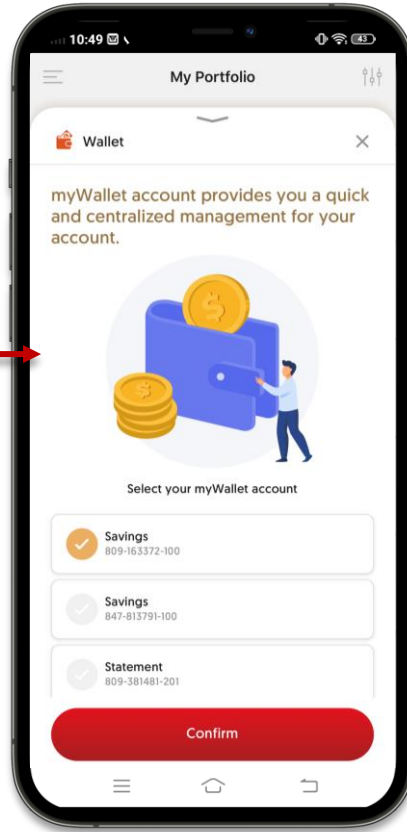 10:49
43
My Portfolio
Wallet
myWallet account provides you a quick
and centralized management for your
account.
$
$
Select your myWallet account
Savings
809-163372-100
Savings
847-813791-100
Statement
809-381481-201
Confirm